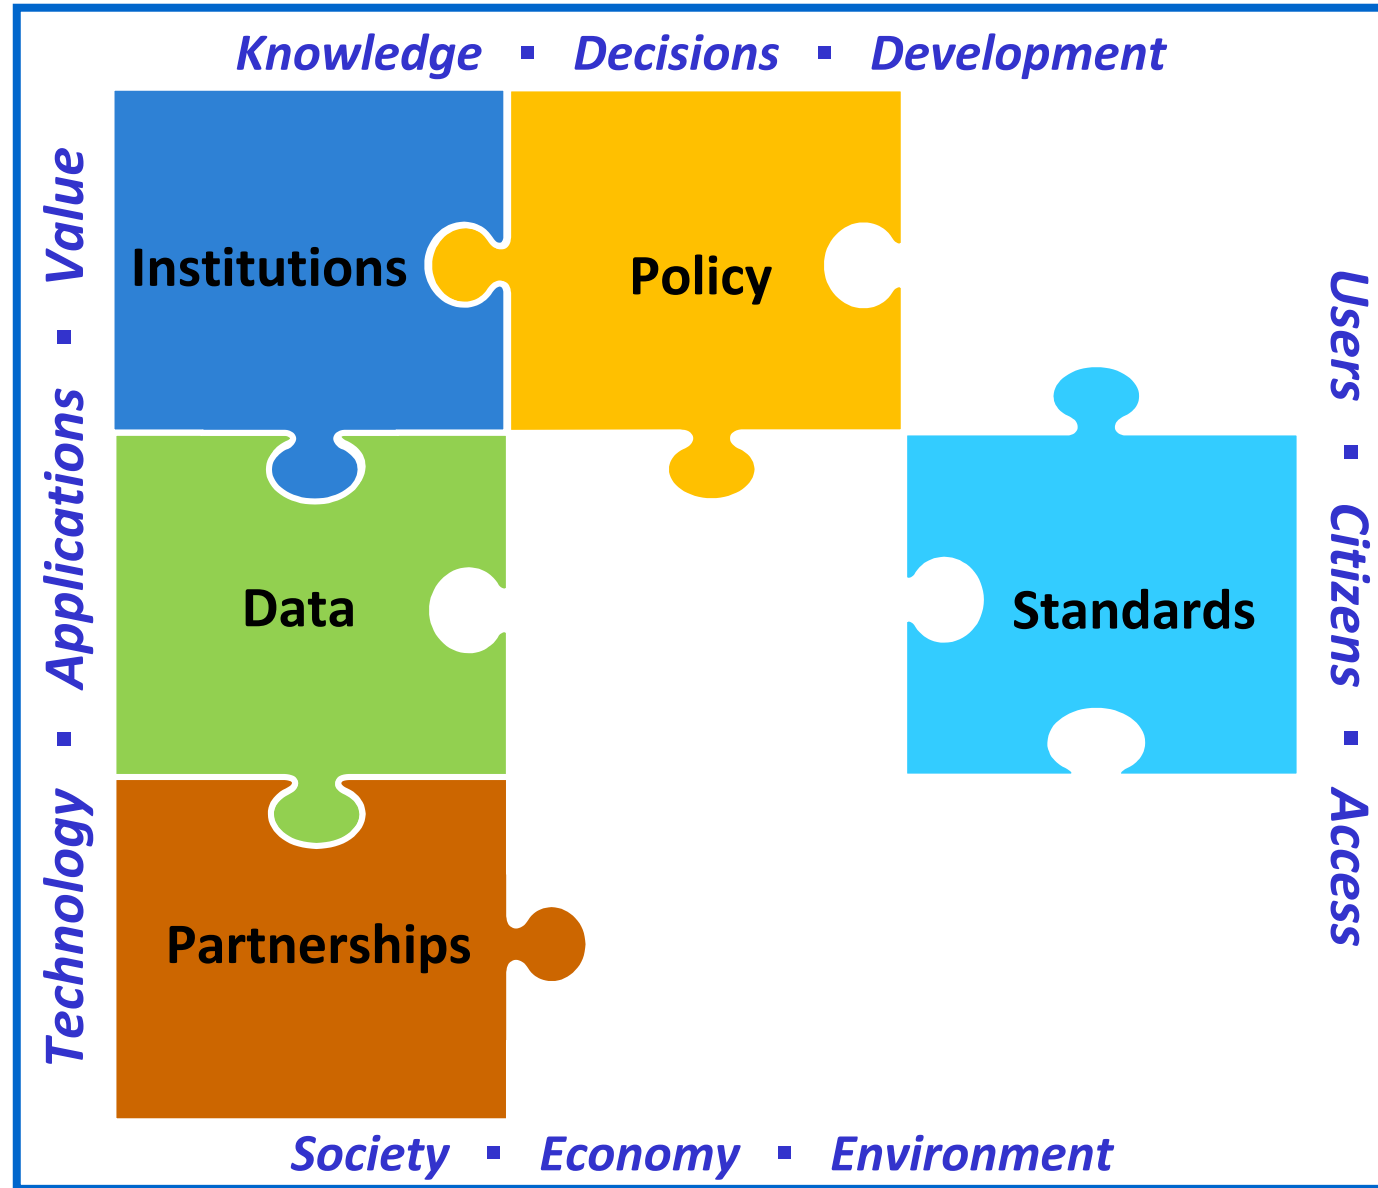 Knowledge ▪ Decisions ▪ Development
Technology ▪ Applications ▪ Value
Institutions
Policy
Data
Standards
Partnerships
Users ▪ Citizens ▪ Access
Society ▪ Economy ▪ Environment